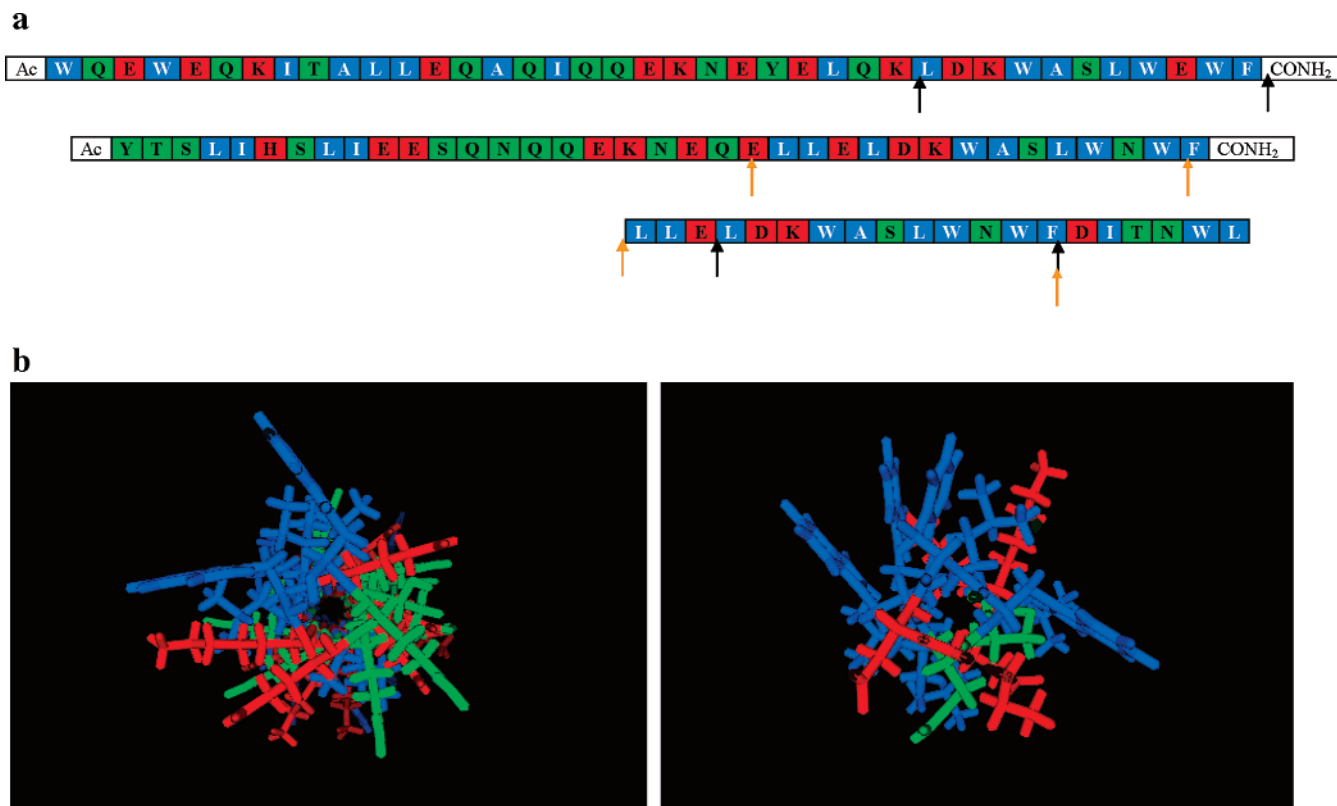 a
Ac W Q E W E Q K I T A L L E Q A Q I Q Q E K N E Y E L Q K L D K W A S L W E W F CONH₂
Ac Y T S L I H S L I E E S Q N Q Q E K N E Q E L L E L D K W A S L W N W F CONH₂
L L E L D K W A S L W N W F D I T N W L
b